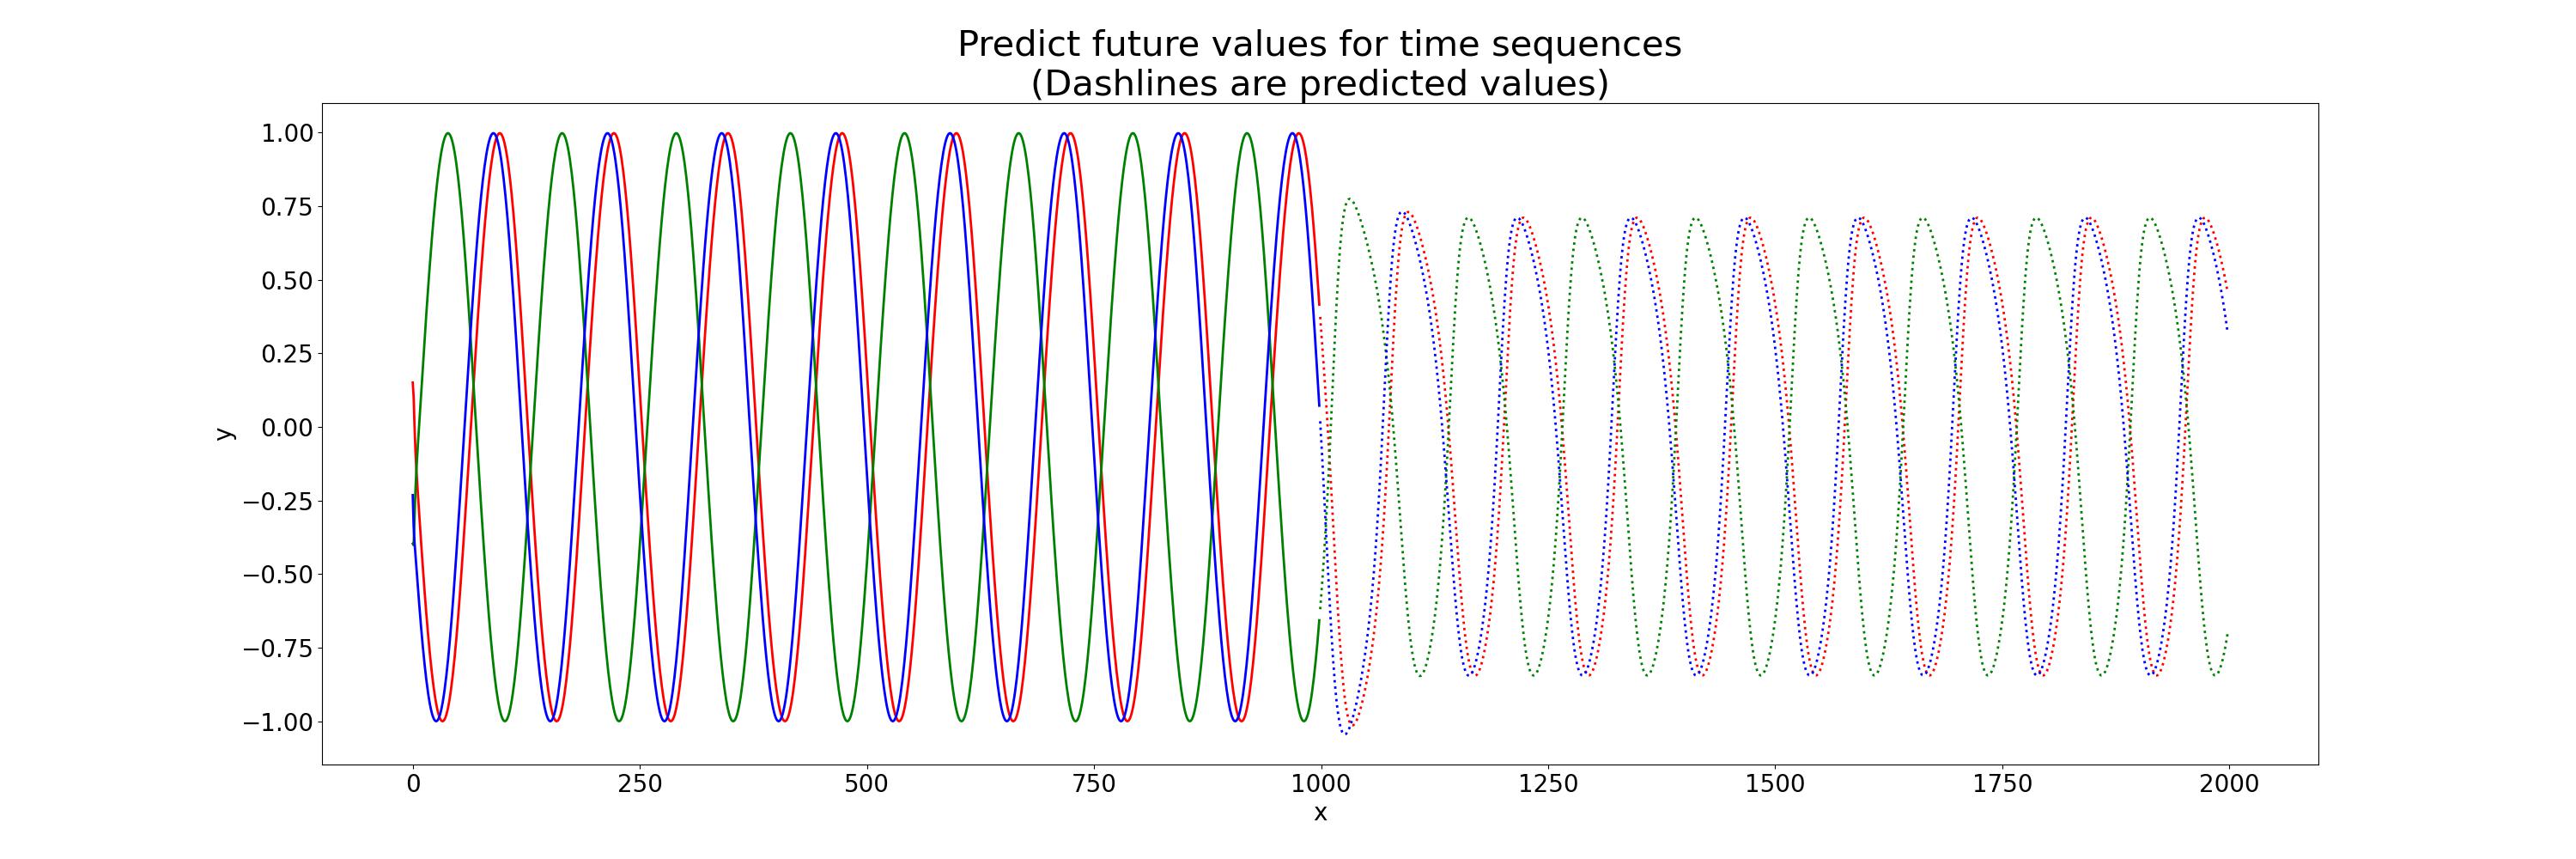 Predict future values for time sequences
(Dashlines are predicted values)
1.00
0.75
0.50
0.25
0.00
−0.25
−0.50
−0.75
−1.00
y
0 250 500 750 1000 1250 1500 1750 2000
x